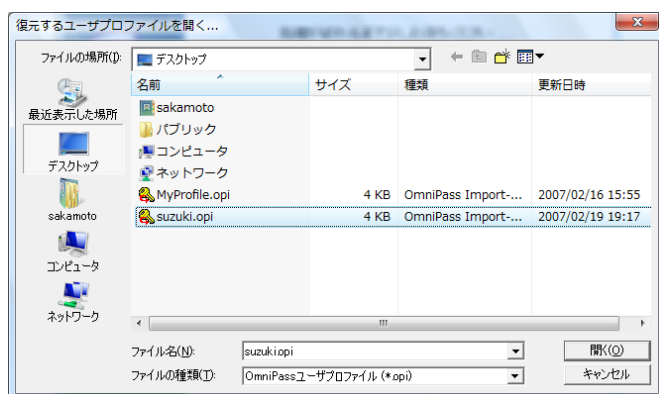 復元するユーザプロファイルを開く...
ファイルの場所(I):
デスクトップ
名前 サイズ 種類 更新日時
sakamoto
パブリック
コンピュータ
ネットワーク
MyProfile.opi 4 KB OmniPass Import-... 2007/02/16 15:55
suzuki.opi 4 KB OmniPass Import-... 2007/02/19 19:17
最近表示した場所
デスクトップ
sakamoto
コンピュータ
ネットワーク
ファイル名(N): suzuki.opi 開く(O)
ファイルの種類(T): OmniPassユーザプロファイル (*.opi) キャンセル